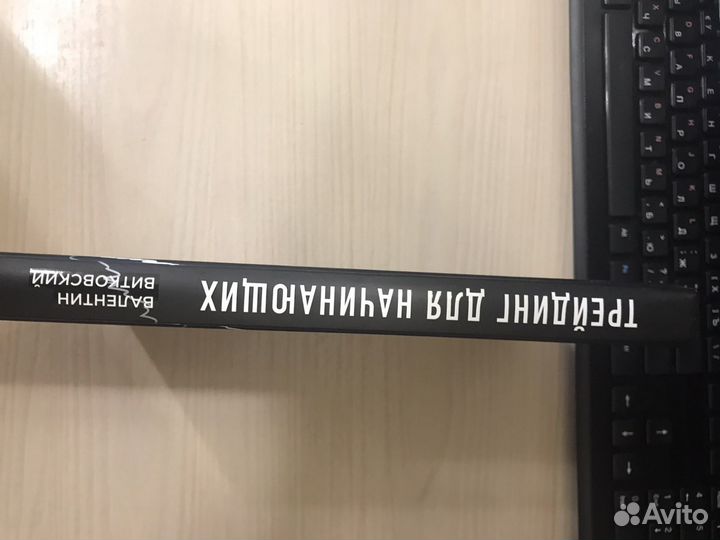 ВАЛЕНТИН
ВИТКОВСКИЙ
ТРЕЙДИНГ ДЛЯ НАЧИНАЮЩИХ
Avito